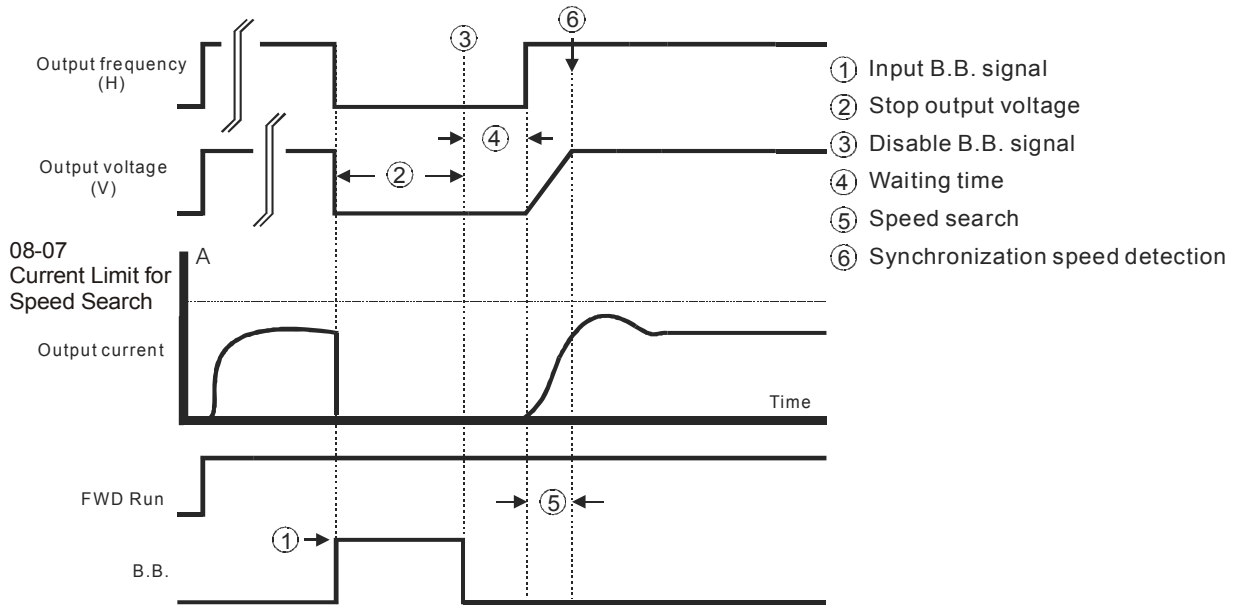 Output frequency
(H)
③
⑥
④
① Input B.B. signal
② Stop output voltage
③ Disable B.B. signal
④ Waiting time
⑤ Speed search
⑥ Synchronization speed detection
Output voltage
(V)
②
08-07
Current Limit for
Speed Search
A
Output current
Time
FWD Run
⑤
①
B.B.